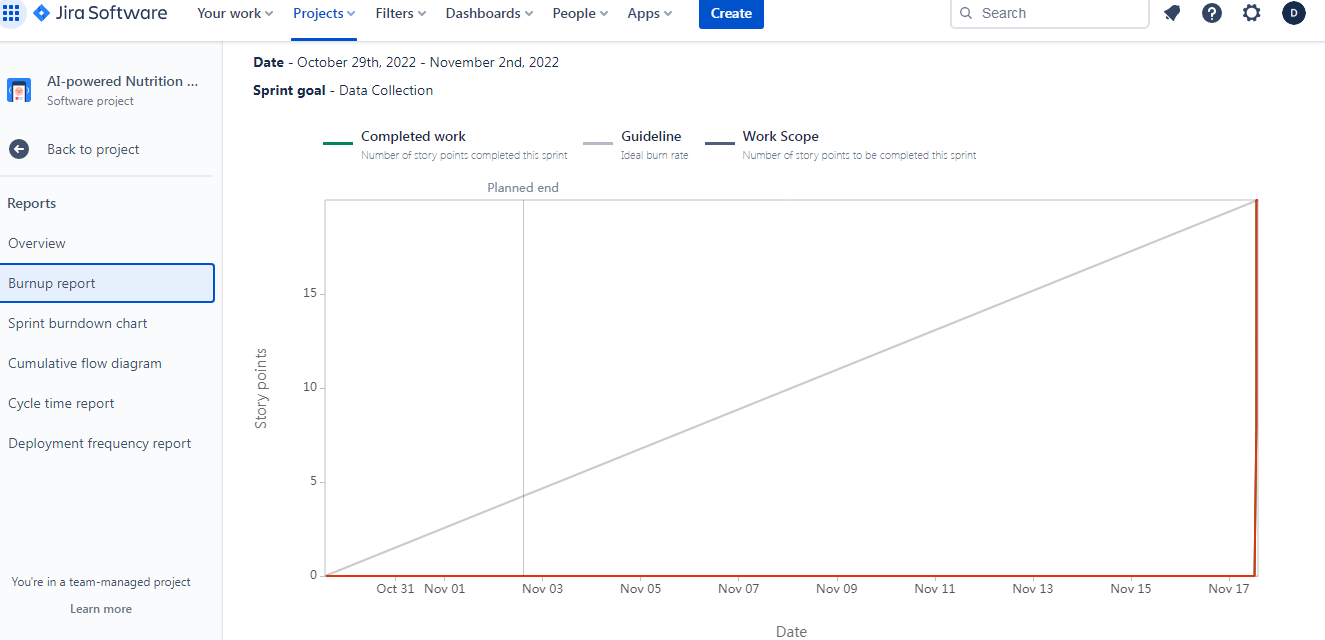 Jira Software Your work Projects Filters Dashboards People Apps Create Search D
AI-powered Nutrition ...
Software project
Back to project
Reports
Overview
Burnup report
Sprint burndown chart
Cumulative flow diagram
Cycle time report
Deployment frequency report
You're in a team-managed project
Learn more
Date - October 29th, 2022 - November 2nd, 2022
Sprint goal - Data Collection
Completed work
Number of story points completed this sprint
Guideline
Ideal burn rate
Work Scope
Number of story points to be completed this sprint
Planned end
Story points
15
10
5
0
Oct 31 Nov 01 Nov 03 Nov 05 Nov 07 Nov 09 Nov 11 Nov 13 Nov 15 Nov 17
Date